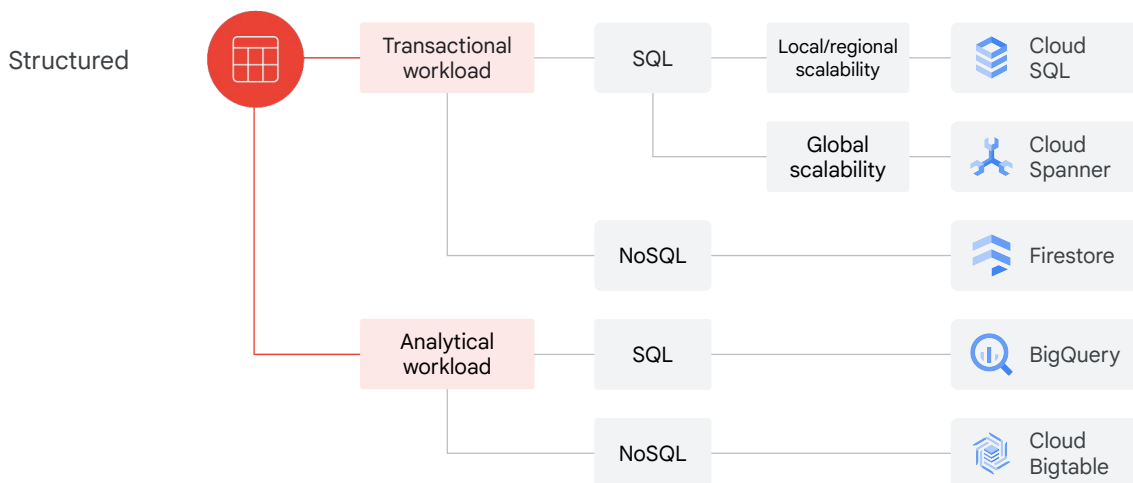 Structured
Transactional
workload
SQL
Local/regional
scalability
Cloud
SQL
Global
scalability
Cloud
Spanner
NoSQL
Firestore
Analytical
workload
SQL
BigQuery
NoSQL
Cloud
Bigtable